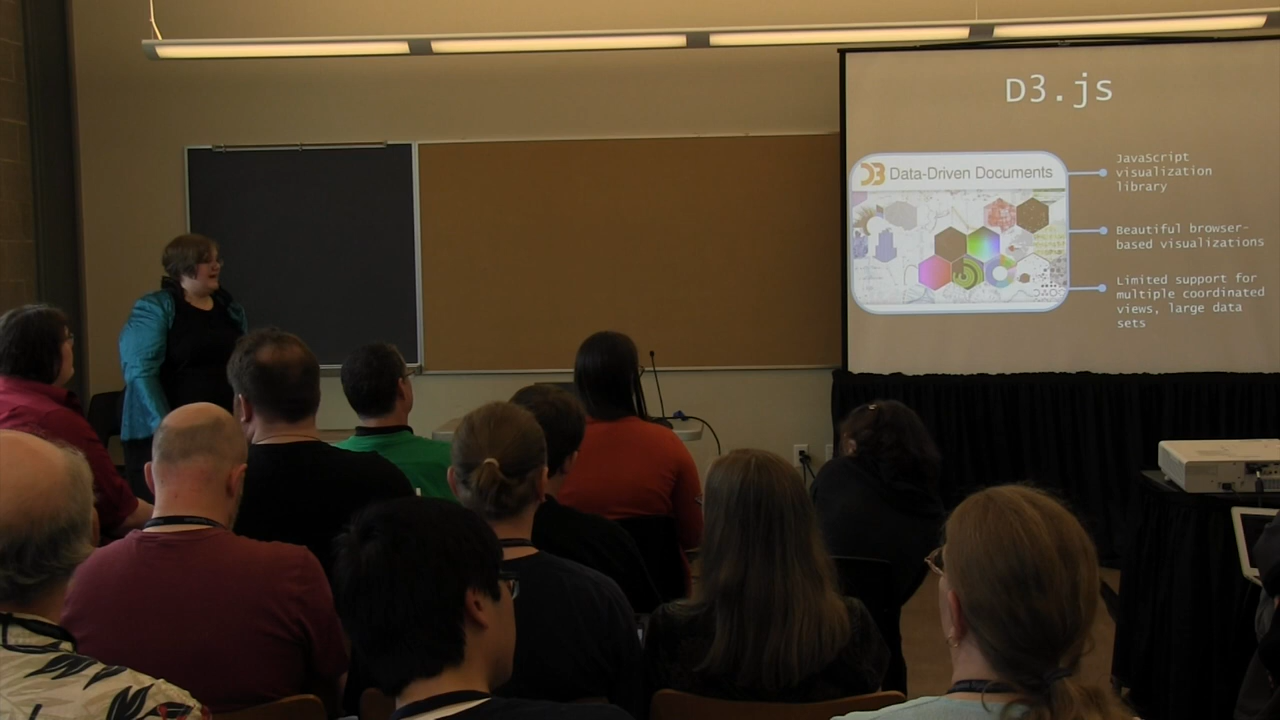 D3.js
D3 Data-Driven Documents
JavaScript
visualization
library
Beautiful browser-
based visualizations
Limited support for
multiple coordinated
views, large data
sets